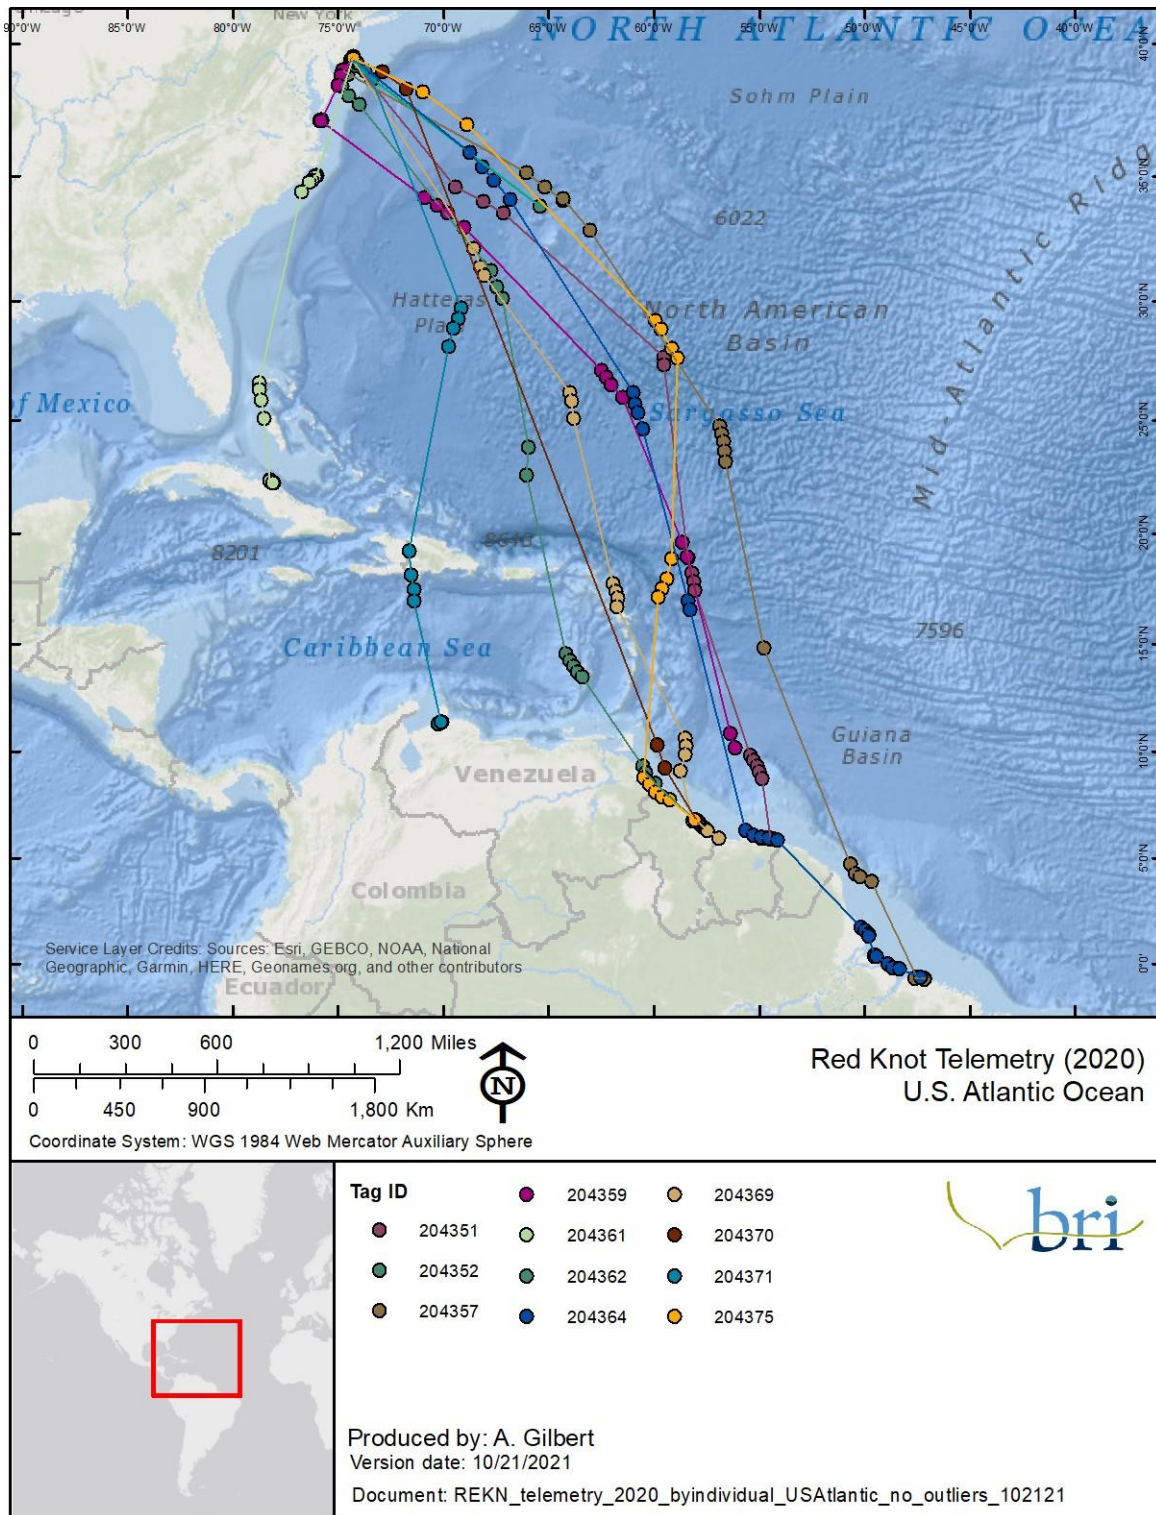 90°0'W 85°0'W 80°0'W 75°0'W 70°0'W 65°0'W 60°0'W 55°0'W 50°0'W 45°0'W 40°0'W
New York
NORTH ATLANTIC OCEA
40°0'N
Sohm Plain
35°0'N
Mid-Atlantic Ridg
6022
30°0'N
Hatteras
Plain
North American
Basin
of Mexico
Sargasso Sea
25°0'N
20°0'N
8201
8648
7596
15°0'N
Caribbean Sea
Guiana
Basin
10°0'N
Venezuela
5°0'N
Colombia
0°0'
Service Layer Credits: Sources: Esri, GEBCO, NOAA, National
Geographic, Garmin, HERE, Geonames.org, and other contributors
Ecuador
0 300 600 1,200 Miles
0 450 900 1,800 Km
N
Coordinate System: WGS 1984 Web Mercator Auxiliary Sphere
Red Knot Telemetry (2020)
U.S. Atlantic Ocean
Tag ID
204351
204352
204357
204359
204361
204362
204364
204369
204370
204371
204375
bri
Produced by: A. Gilbert
Version date: 10/21/2021
Document: REKN_telemetry_2020_byindividual_USAtlantic_no_outliers_102121